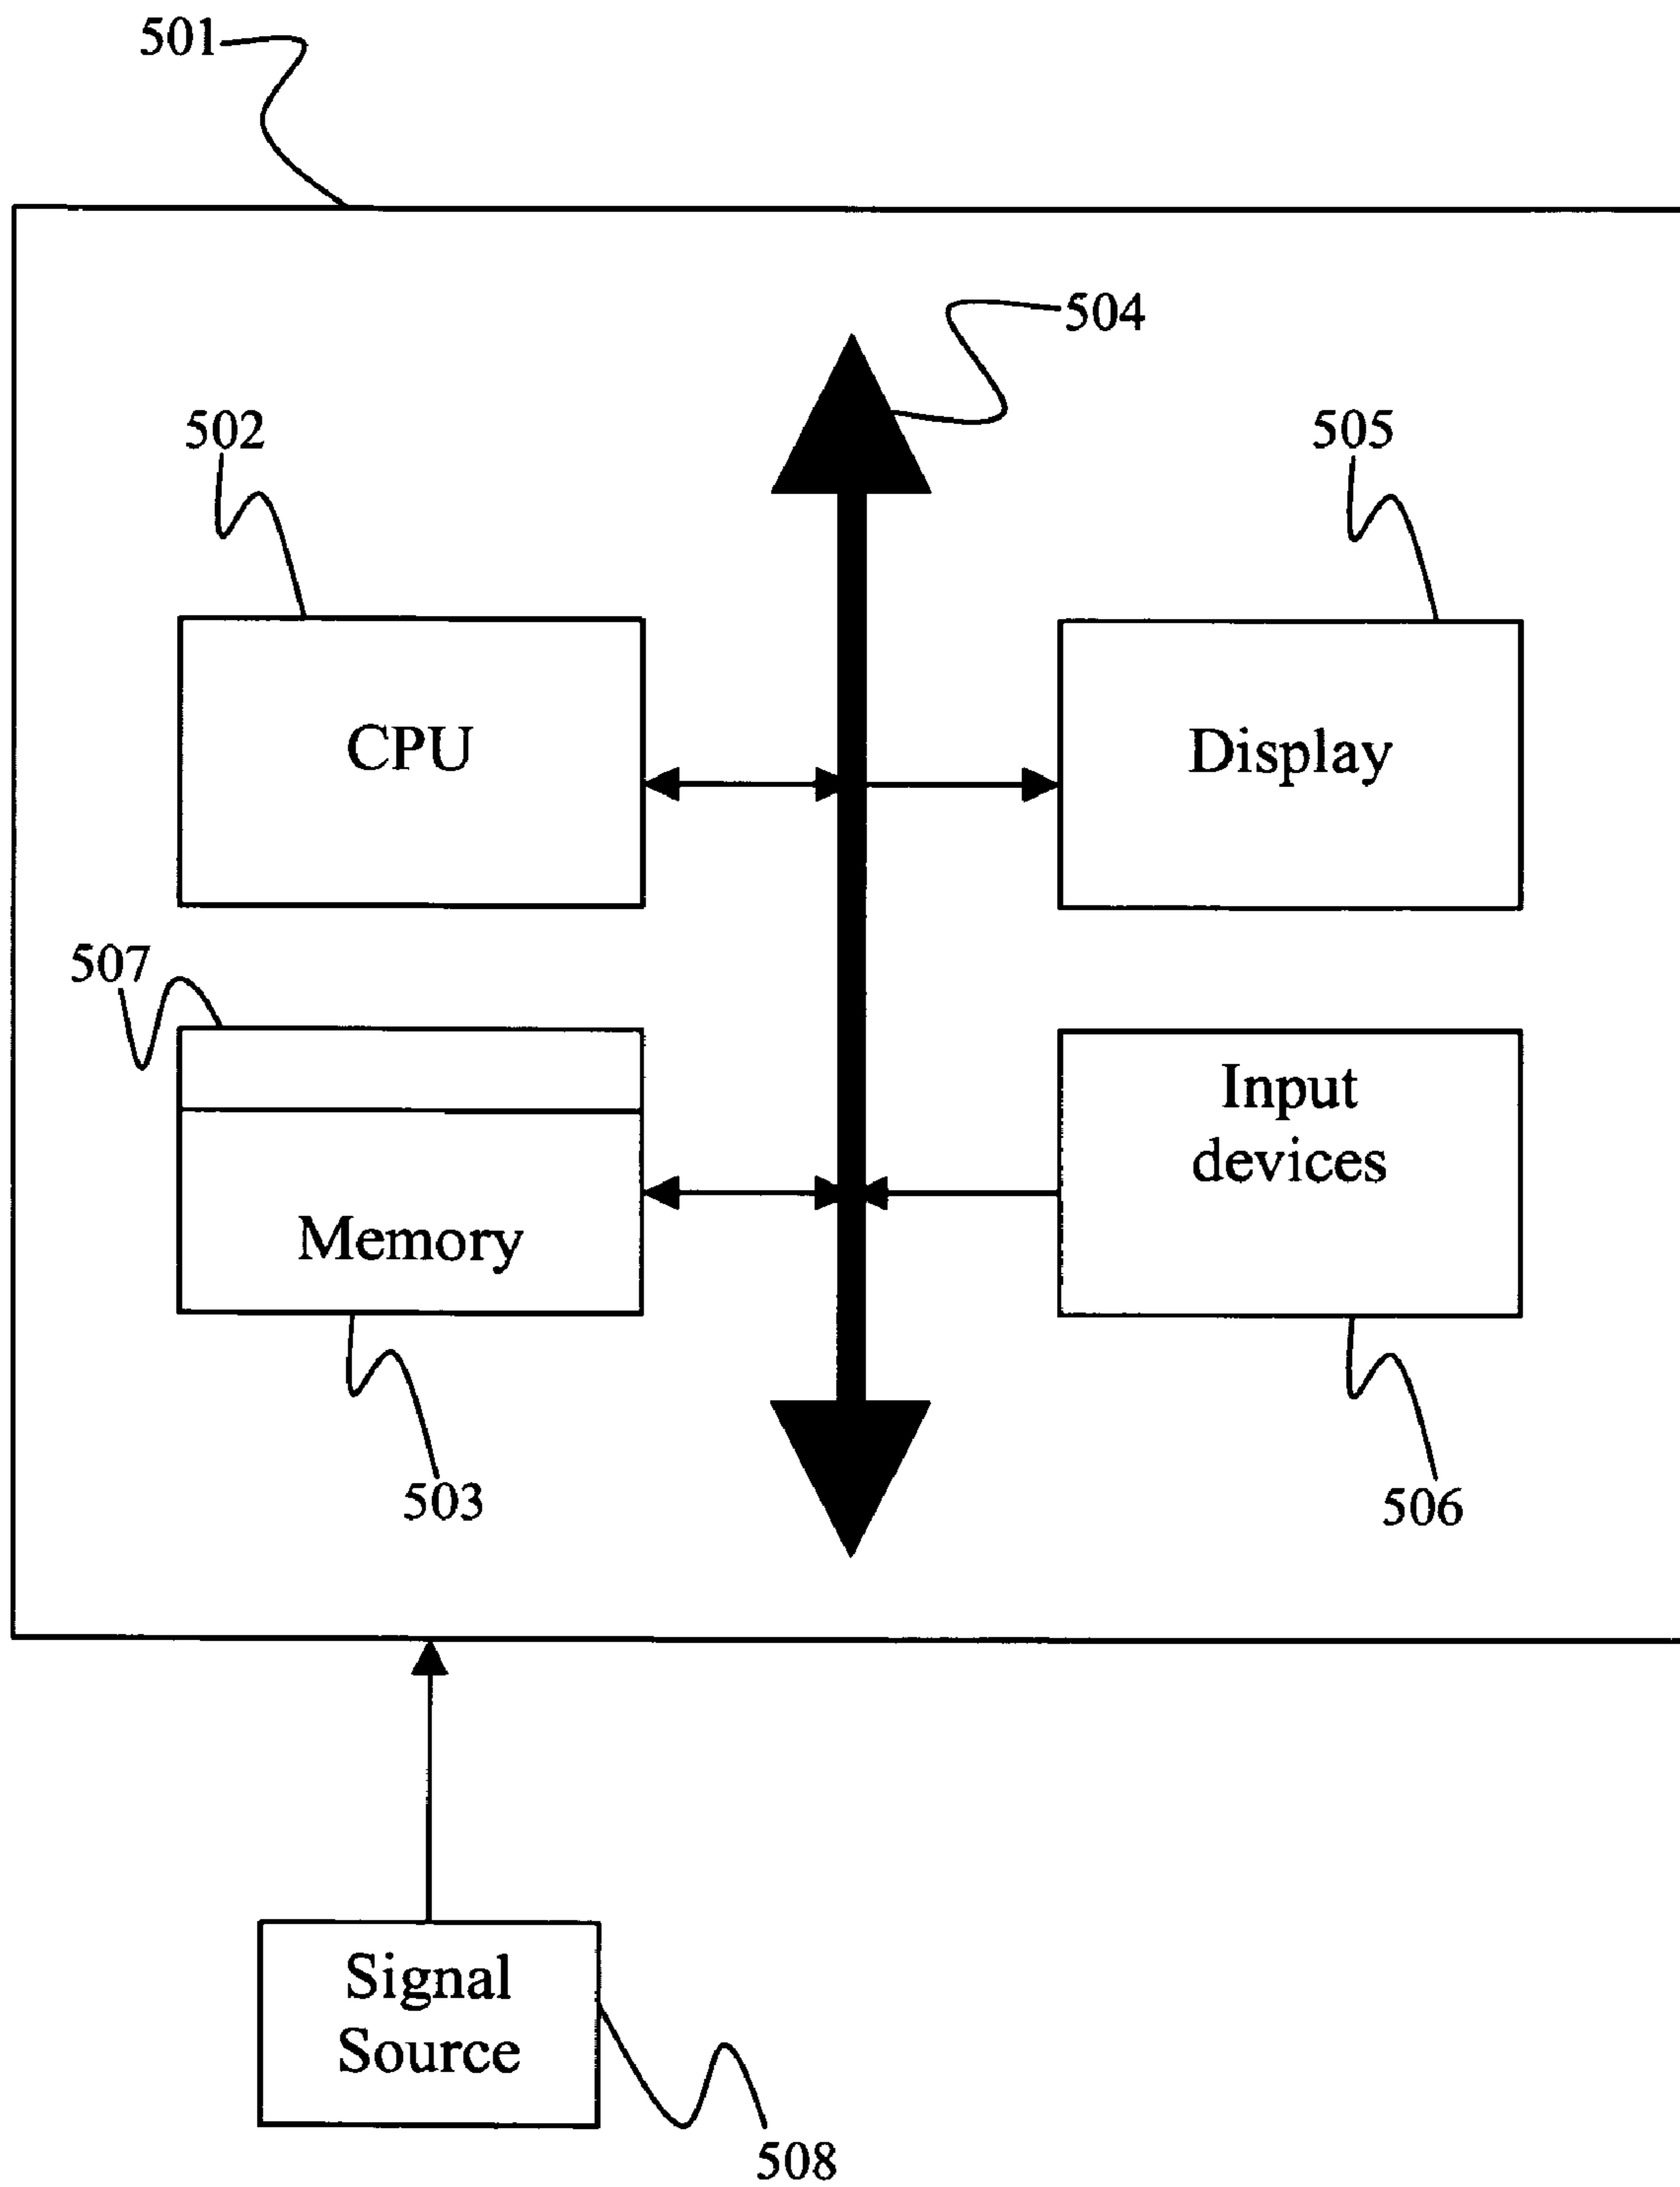 501
504
502
505
CPU
Display
507
Input
devices
Memory
503
506
Signal
Source
508